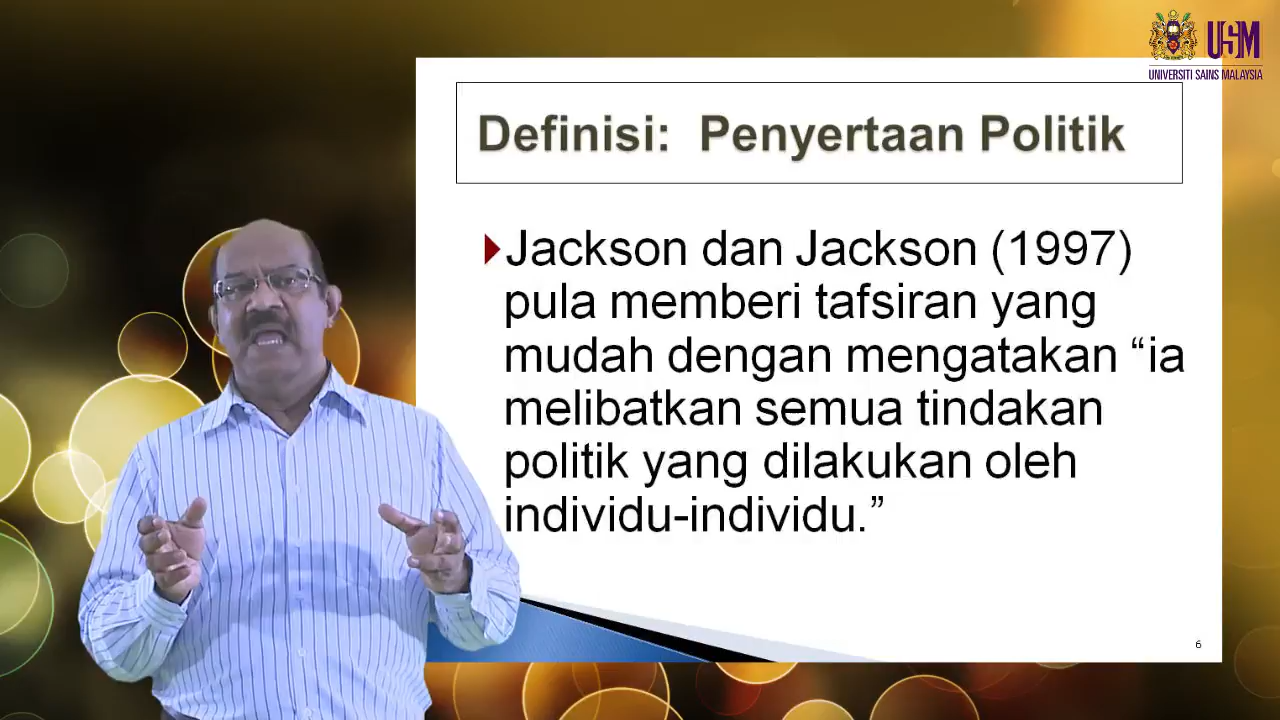 USM
UNIVERSITI SAINS MALAYSIA
Definisi: Penyertaan Politik
Jackson dan Jackson (1997)
pula memberi tafsiran yang
mudah dengan mengatakan “ia
melibatkan semua tindakan
politik yang dilakukan oleh
individu-individu.”
6